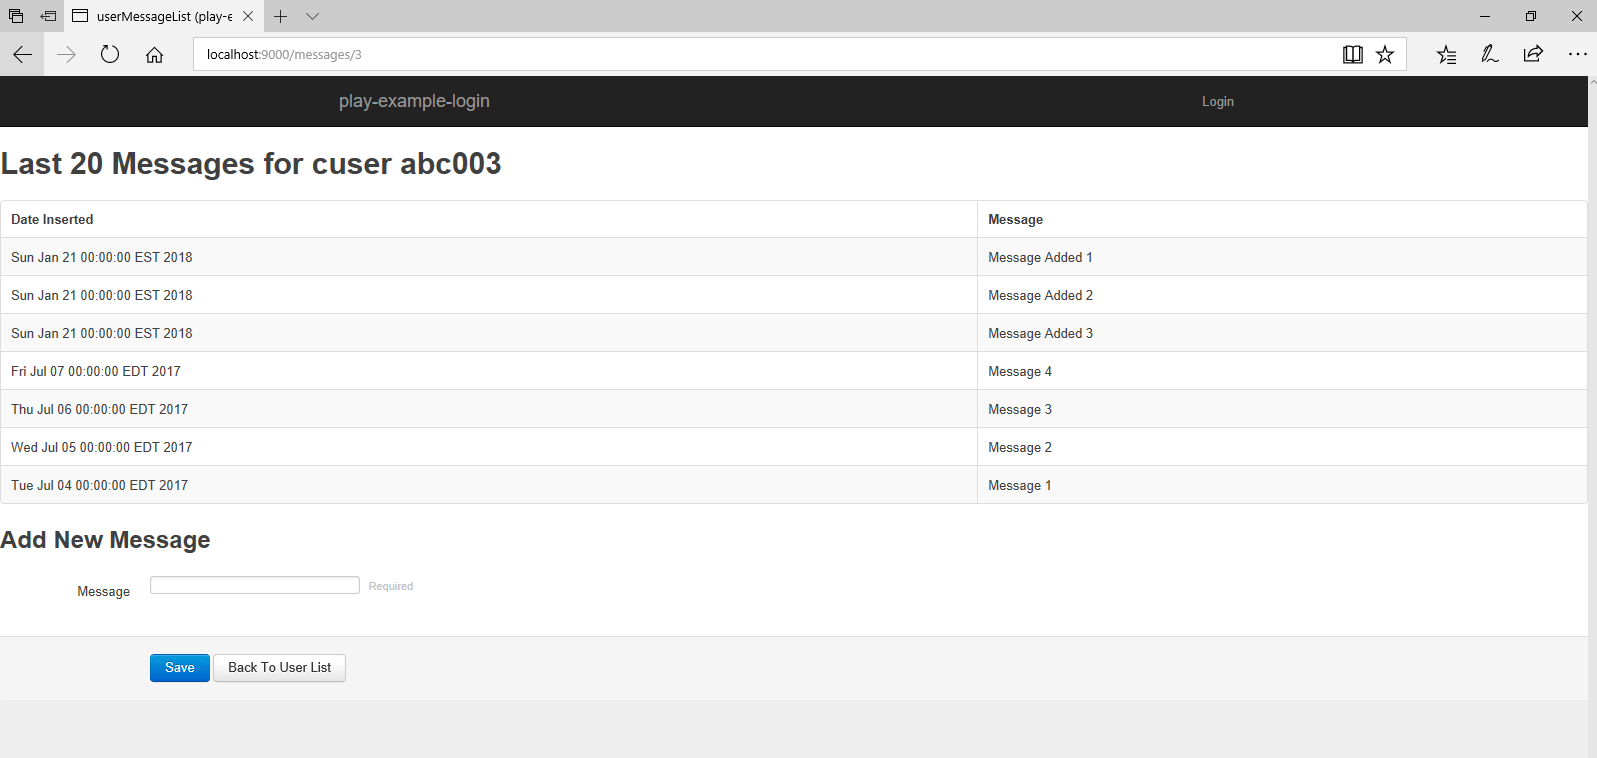 userMessageList (play-e
localhost:9000/messages/3
play-example-login Login
Last 20 Messages for cuser abc003
Date Inserted Message
Sun Jan 21 00:00:00 EST 2018 Message Added 1
Sun Jan 21 00:00:00 EST 2018 Message Added 2
Sun Jan 21 00:00:00 EST 2018 Message Added 3
Fri Jul 07 00:00:00 EDT 2017 Message 4
Thu Jul 06 00:00:00 EDT 2017 Message 3
Wed Jul 05 00:00:00 EDT 2017 Message 2
Tue Jul 04 00:00:00 EDT 2017 Message 1
Add New Message
Message Required
Save Back To User List